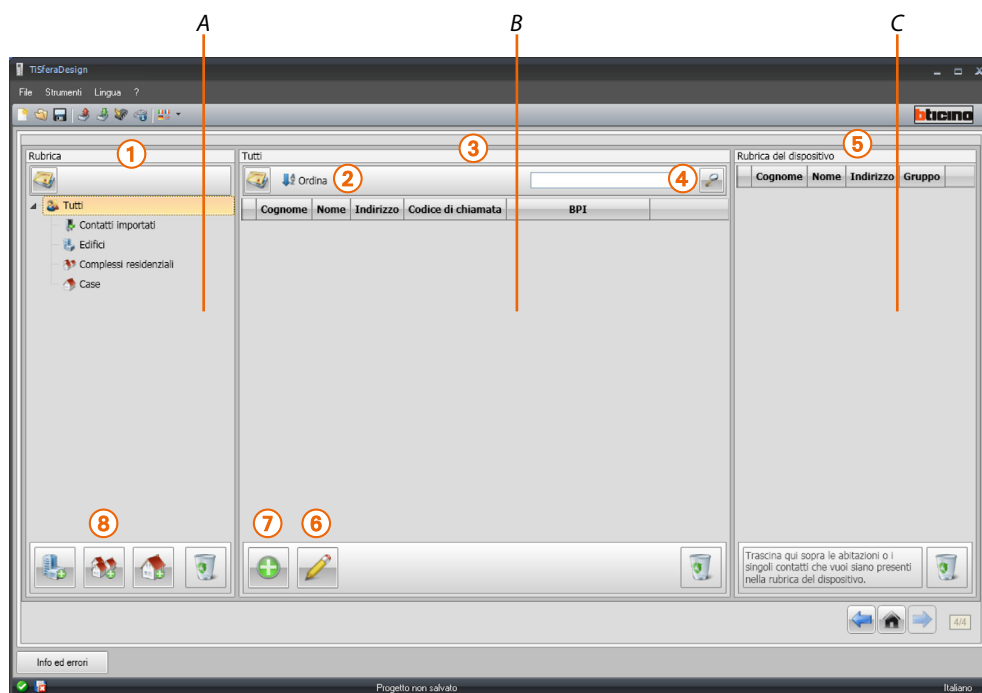 A B C
TiSferaDesign
File Strumenti Lingua ?
bticino
Rubrica 1
Tutti 3
Rubrica del dispositivo 5
Ordina 2 4
Cognome Nome Indirizzo Gruppo
Tutti
Cognome Nome Indirizzo Codice di chiamata BPI
Contatti importati
Edifici
Complessi residenziali
Case
8 7 6
Trascina qui sopra le abitazioni o i
singoli contatti che vuoi siano presenti
nella rubrica del dispositivo.
4/4
Info ed errori
Progetto non salvato Italiano